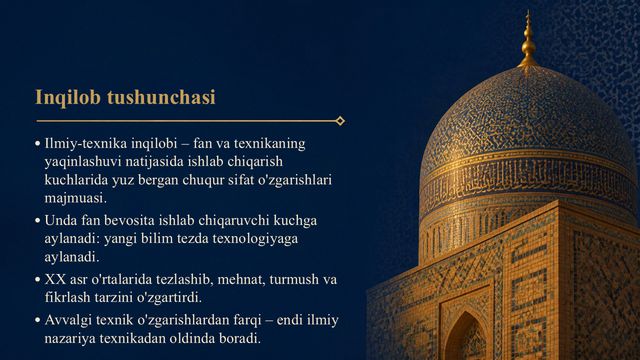 Inqilob tushunchasi
• Ilmiy-texnika inqilobi – fan va texnikaning
yaqinlashuvi natijasida ishlab chiqarish
kuchlarida yuz bergan chuqur sifat o'zgarishlari
majmuasi.
• Unda fan bevosita ishlab chiqaruvchi kuchga
aylanadi: yangi bilim tezda texnologiyaga
aylanadi.
• XX asr o'rtalarida tezlashib, mehnat, turmush va
fikrlash tarzini o'zgartirdi.
• Avvalgi texnik o'zgarishlardan farqi – endi ilmiy
nazariya texnikadan oldinda boradi.